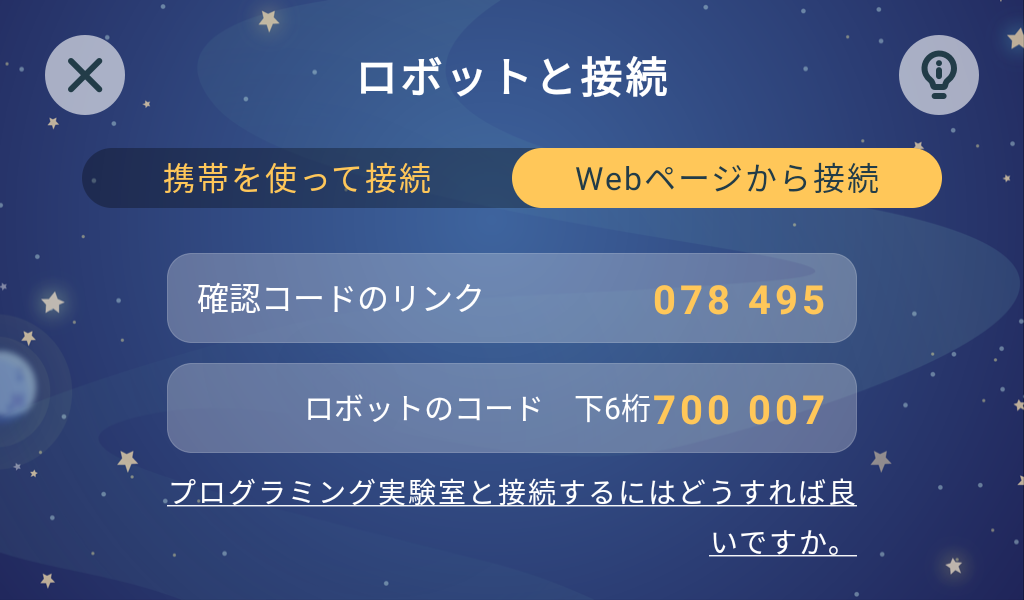 ロボットと接続
携帯を使って接続
Webページから接続
確認コードのリンク 078 495
ロボットのコード　下6桁700 007
プログラミング実験室と接続するにはどうすれば良
いですか。